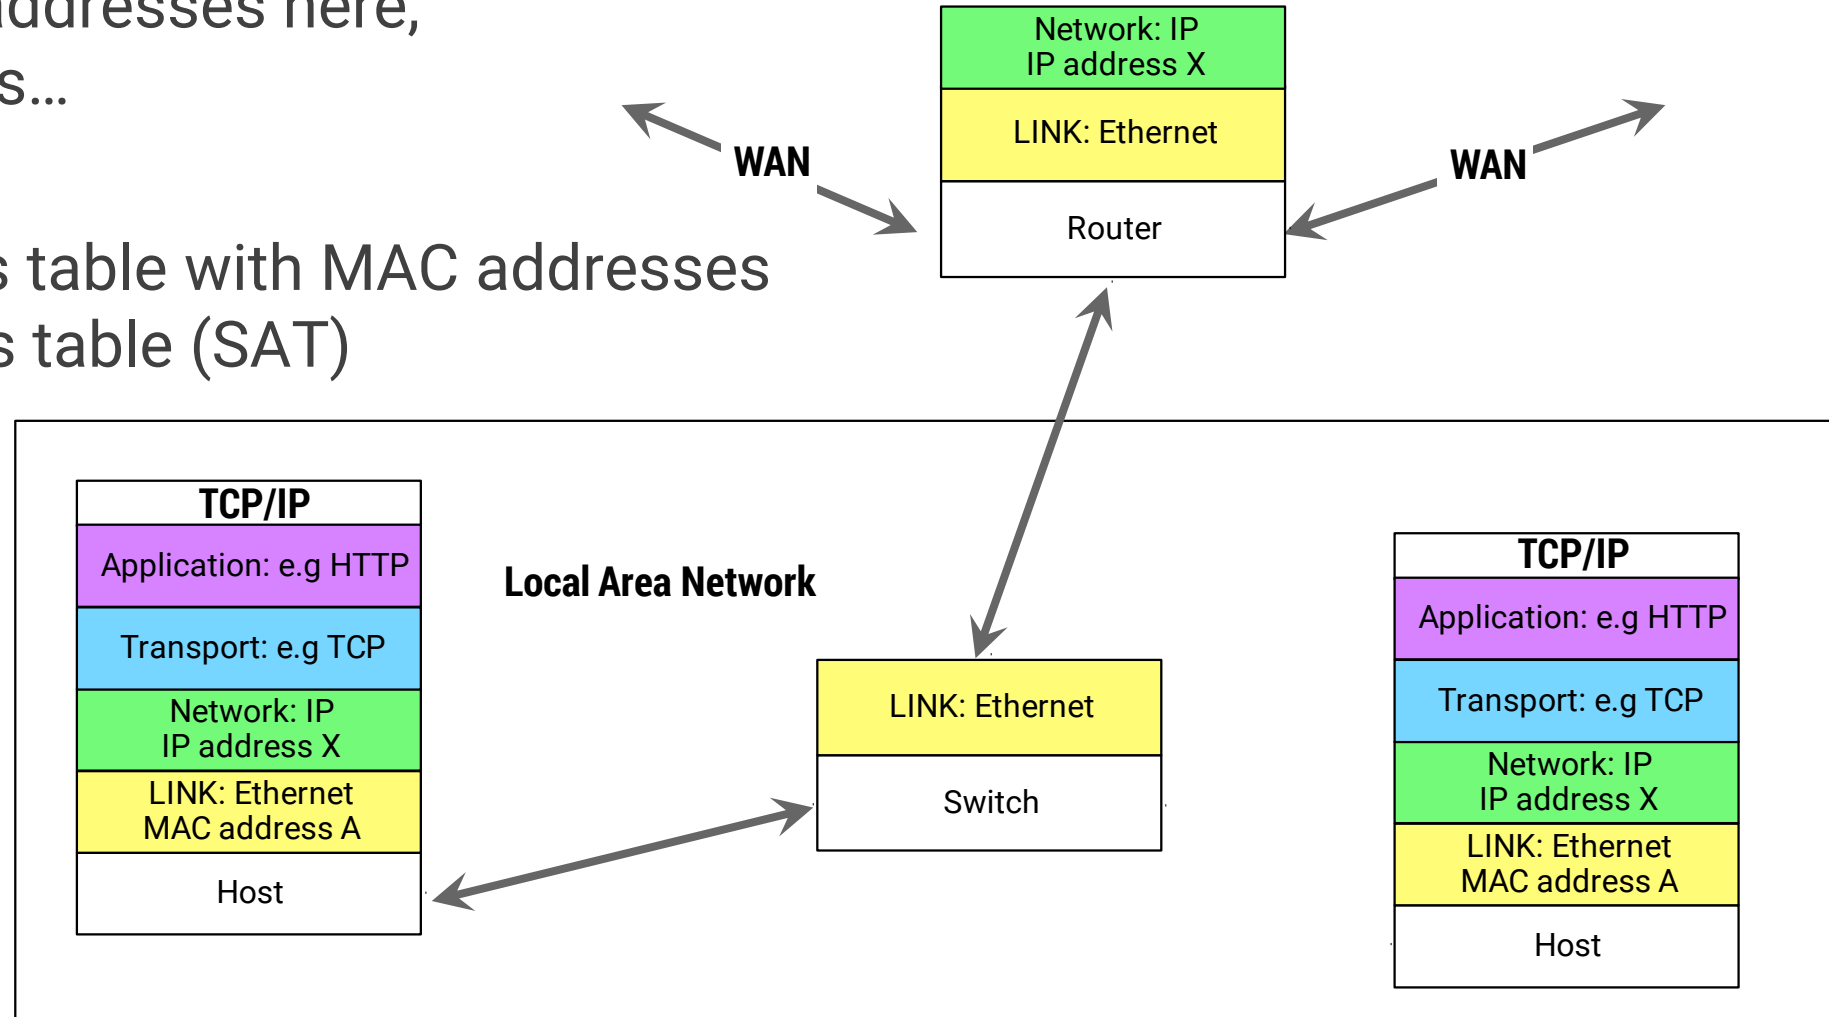 addresses here,
s...
s table with MAC addresses
s table (SAT)
Network: IP
IP address X
LINK: Ethernet
Router
WAN
WAN
TCP/IP
Application: e.g HTTP
Transport: e.g TCP
Network: IP
IP address X
LINK: Ethernet
MAC address A
Host
Local Area Network
LINK: Ethernet
Switch
TCP/IP
Application: e.g HTTP
Transport: e.g TCP
Network: IP
IP address X
LINK: Ethernet
MAC address A
Host